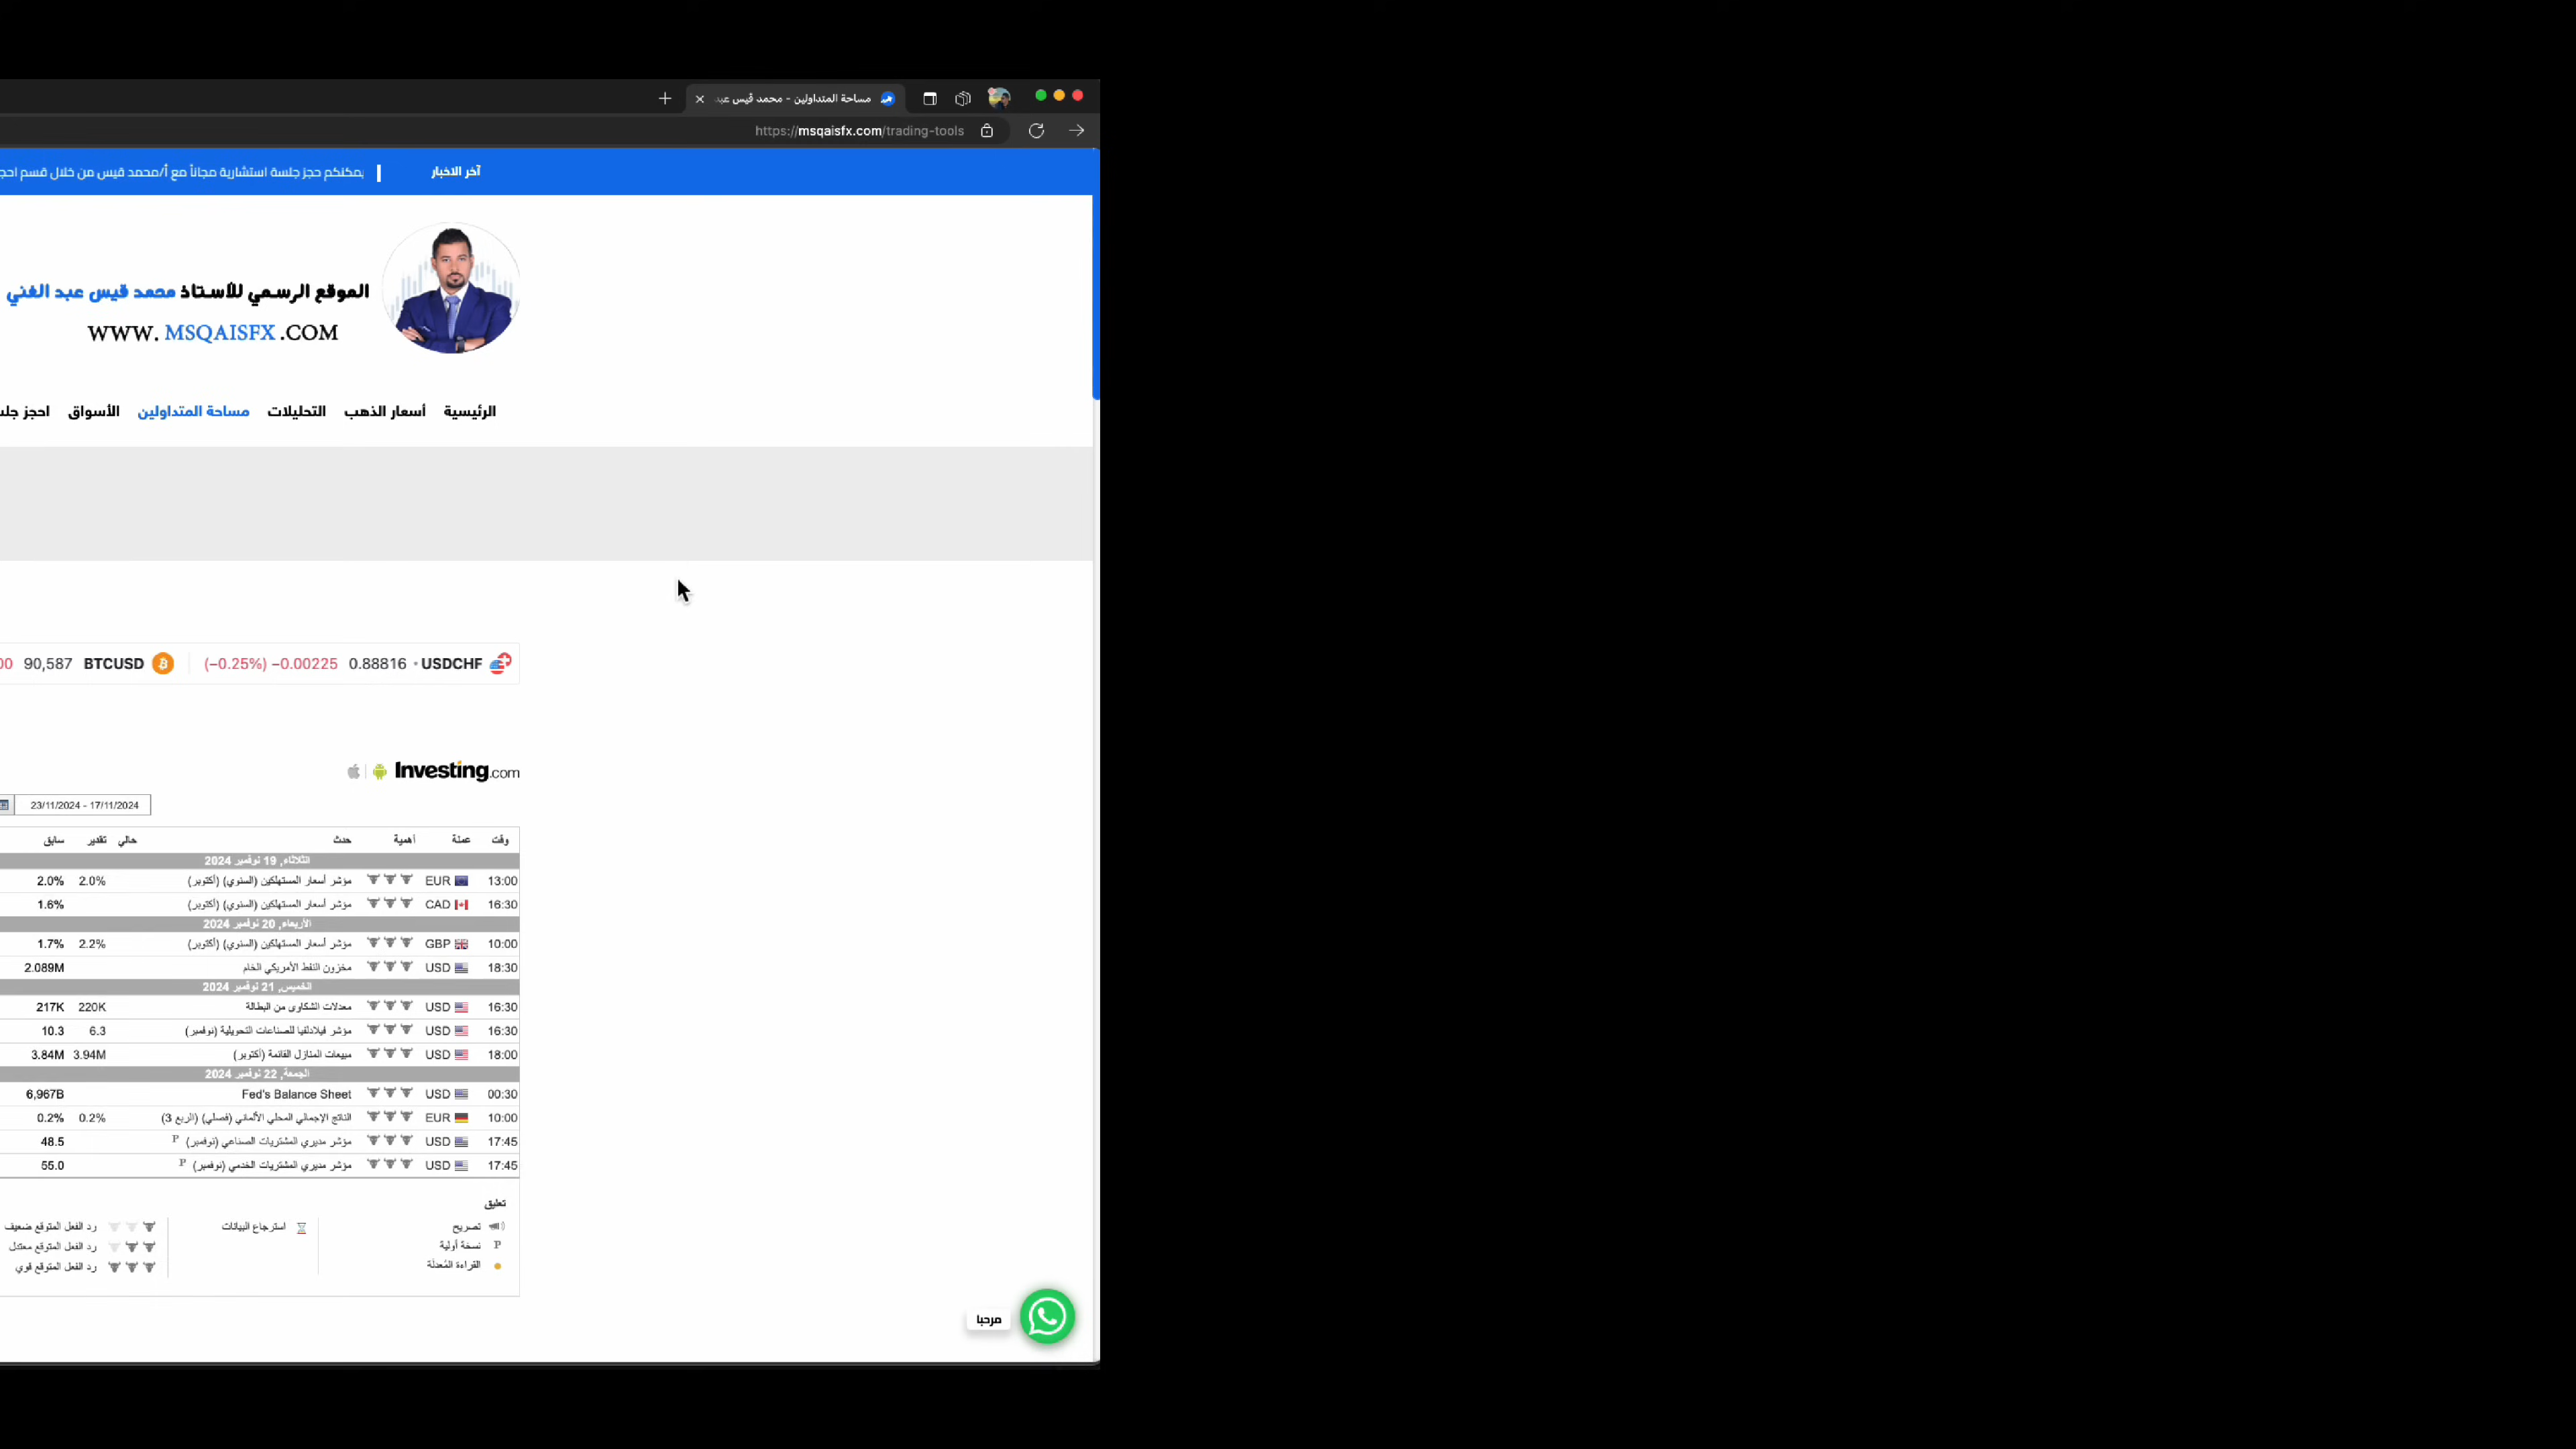 مساحة المتداولين - محمد قيس عبد
https://msqaisfx.com/trading-tools
آخر الاخبار
يمكنكم حجز جلسة استشارية مجاناً مع أ/محمد قيس من خلال قسم احجز
الموقع الرسمي للأستاذ محمد قيس عبد الغني
WWW. MSQAISFX .COM
الرئيسية أسعار الذهب التحليلات مساحة المتداولين الأسواق احجز
USDCHF 0.88816 −0.00225 (−0.25%) BTCUSD 90,587
Investing.com
23/11/2024 - 17/11/2024
وقت عملة أهمية حدث حالي تقدير سابق
الثلاثاء, 19 نوفمبر 2024
13:00 EUR مؤشر أسعار المستهلكين (السنوي) (أكتوبر) 2.0% 2.0%
16:30 CAD مؤشر أسعار المستهلكين (السنوي) (أكتوبر) 1.6%
الأربعاء, 20 نوفمبر 2024
10:00 GBP مؤشر أسعار المستهلكين (السنوي) (أكتوبر) 2.2% 1.7%
18:30 USD مخزون النفط الأمريكي الخام 2.089M
الخميس, 21 نوفمبر 2024
16:30 USD معدلات الشكاوى من البطالة 220K 217K
16:30 USD مؤشر فيلادلفيا للصناعات التحويلية (نوفمبر) 6.3 10.3
18:00 USD مبيعات المنازل القائمة (أكتوبر) 3.94M 3.84M
الجمعة, 22 نوفمبر 2024
00:30 USD Fed's Balance Sheet 6,967B
10:00 EUR الناتج الإجمالي المحلي الألماني (فصلي) (الربع 3) 0.2% 0.2%
17:45 USD مؤشر مديري المشتريات الصناعي (نوفمبر) P 48.5
17:45 USD مؤشر مديري المشتريات الخدمي (نوفمبر) P 55.0
تعليق
تصريح استرجاع البيانات رد الفعل المتوقع ضعيف
P نسخة أولية رد الفعل المتوقع معتدل
القراءة المُعدلة رد الفعل المتوقع قوي
مرحبا